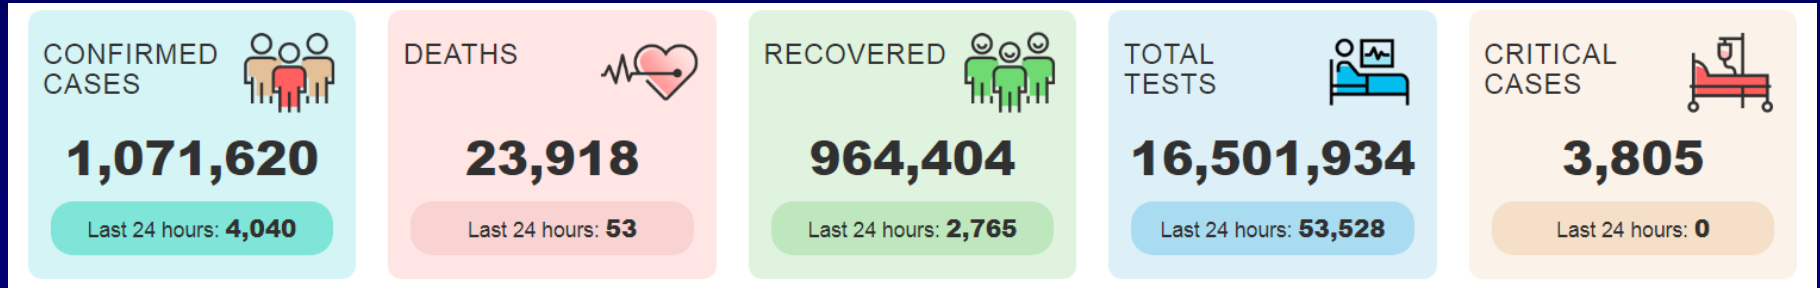 CONFIRMED
CASES
1,071,620
Last 24 hours: 4,040
DEATHS
23,918
Last 24 hours: 53
RECOVERED
964,404
Last 24 hours: 2,765
TOTAL
TESTS
16,501,934
Last 24 hours: 53,528
CRITICAL
CASES
3,805
Last 24 hours: 0